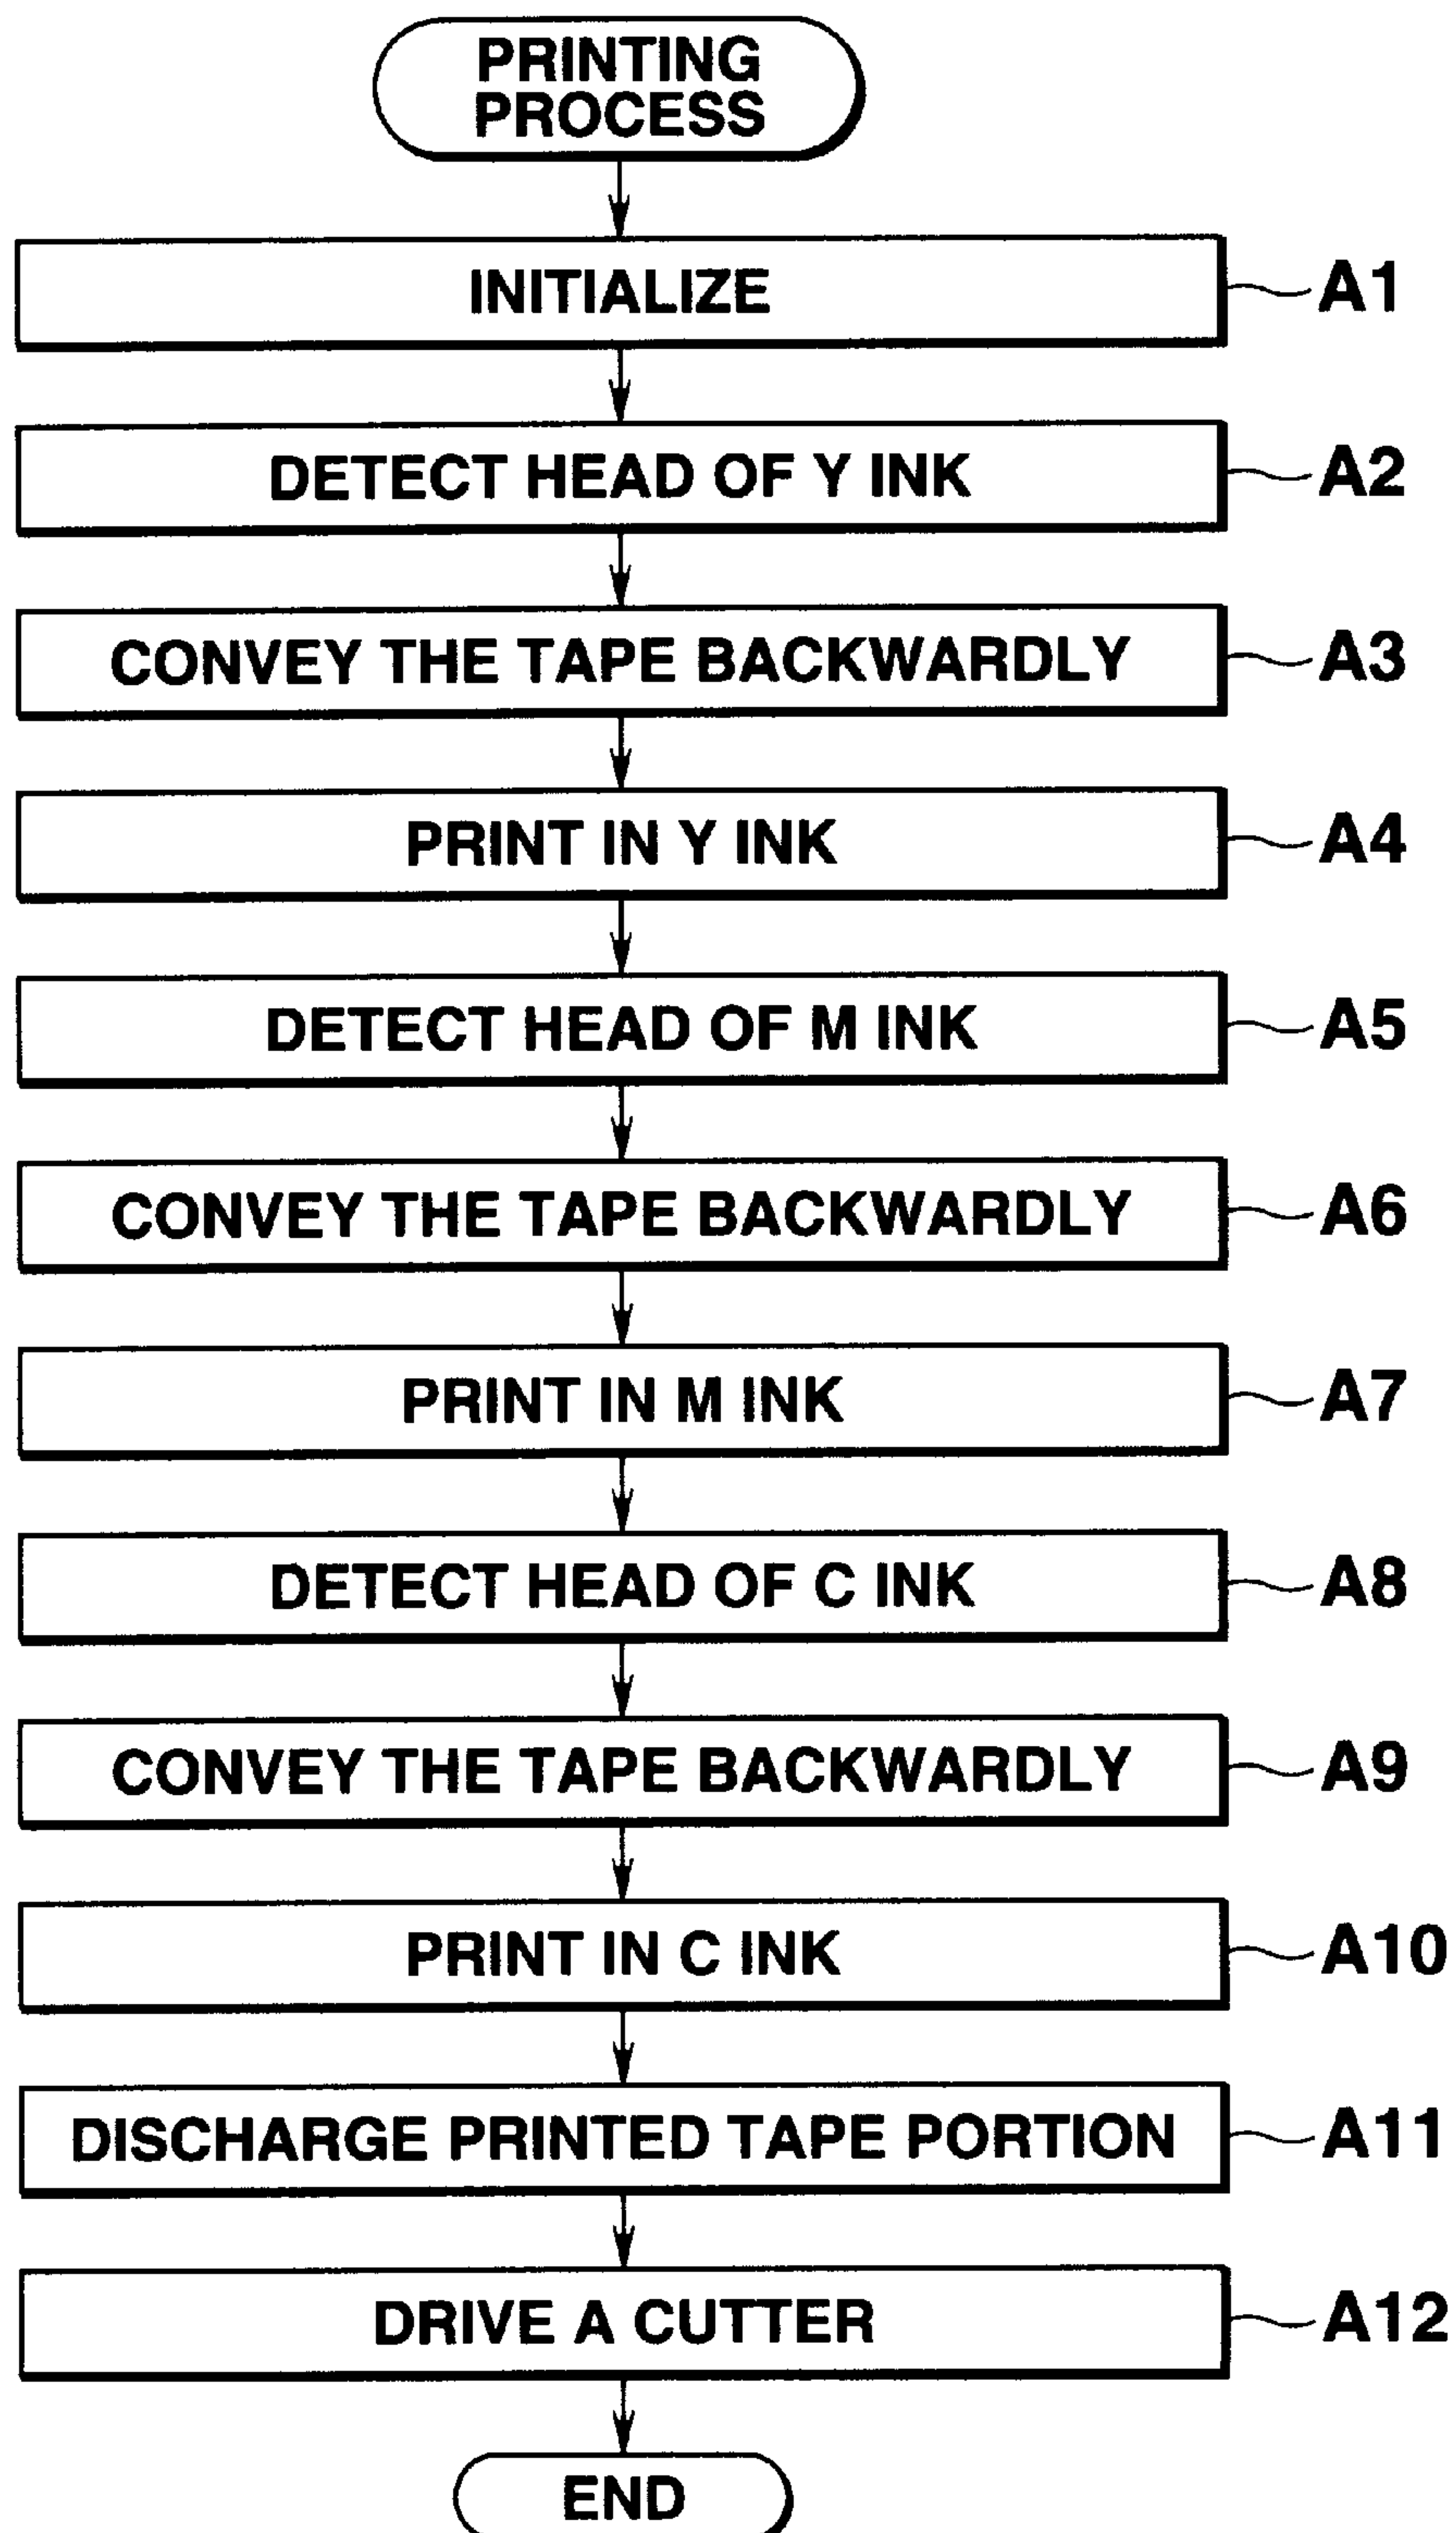 PRINTING
PROCESS
INITIALIZE A1
DETECT HEAD OF Y INK A2
CONVEY THE TAPE BACKWARDLY A3
PRINT IN Y INK A4
DETECT HEAD OF M INK A5
CONVEY THE TAPE BACKWARDLY A6
PRINT IN M INK A7
DETECT HEAD OF C INK A8
CONVEY THE TAPE BACKWARDLY A9
PRINT IN C INK A10
DISCHARGE PRINTED TAPE PORTION A11
DRIVE A CUTTER A12
END